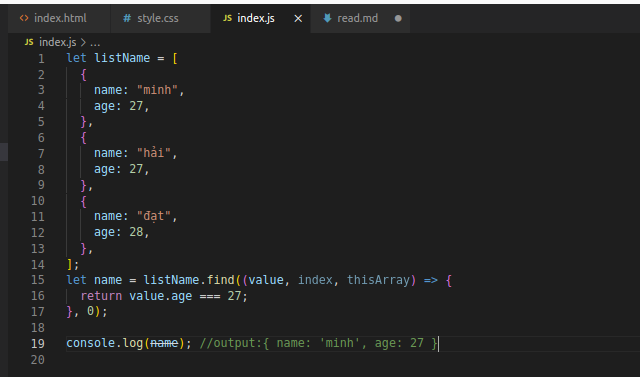 index.html style.css JS index.js × read.md
JS index.js > ...
1 let listName = [
2 {
3 name: "minh",
4 age: 27,
5 },
6 {
7 name: "hải",
8 age: 27,
9 },
10 {
11 name: "đạt",
12 age: 28,
13 },
14 ];
15 let name = listName.find((value, index, thisArray) => {
16 return value.age === 27;
17 }, 0);
18
19 console.log(name); //output:{ name: 'minh', age: 27 }
20